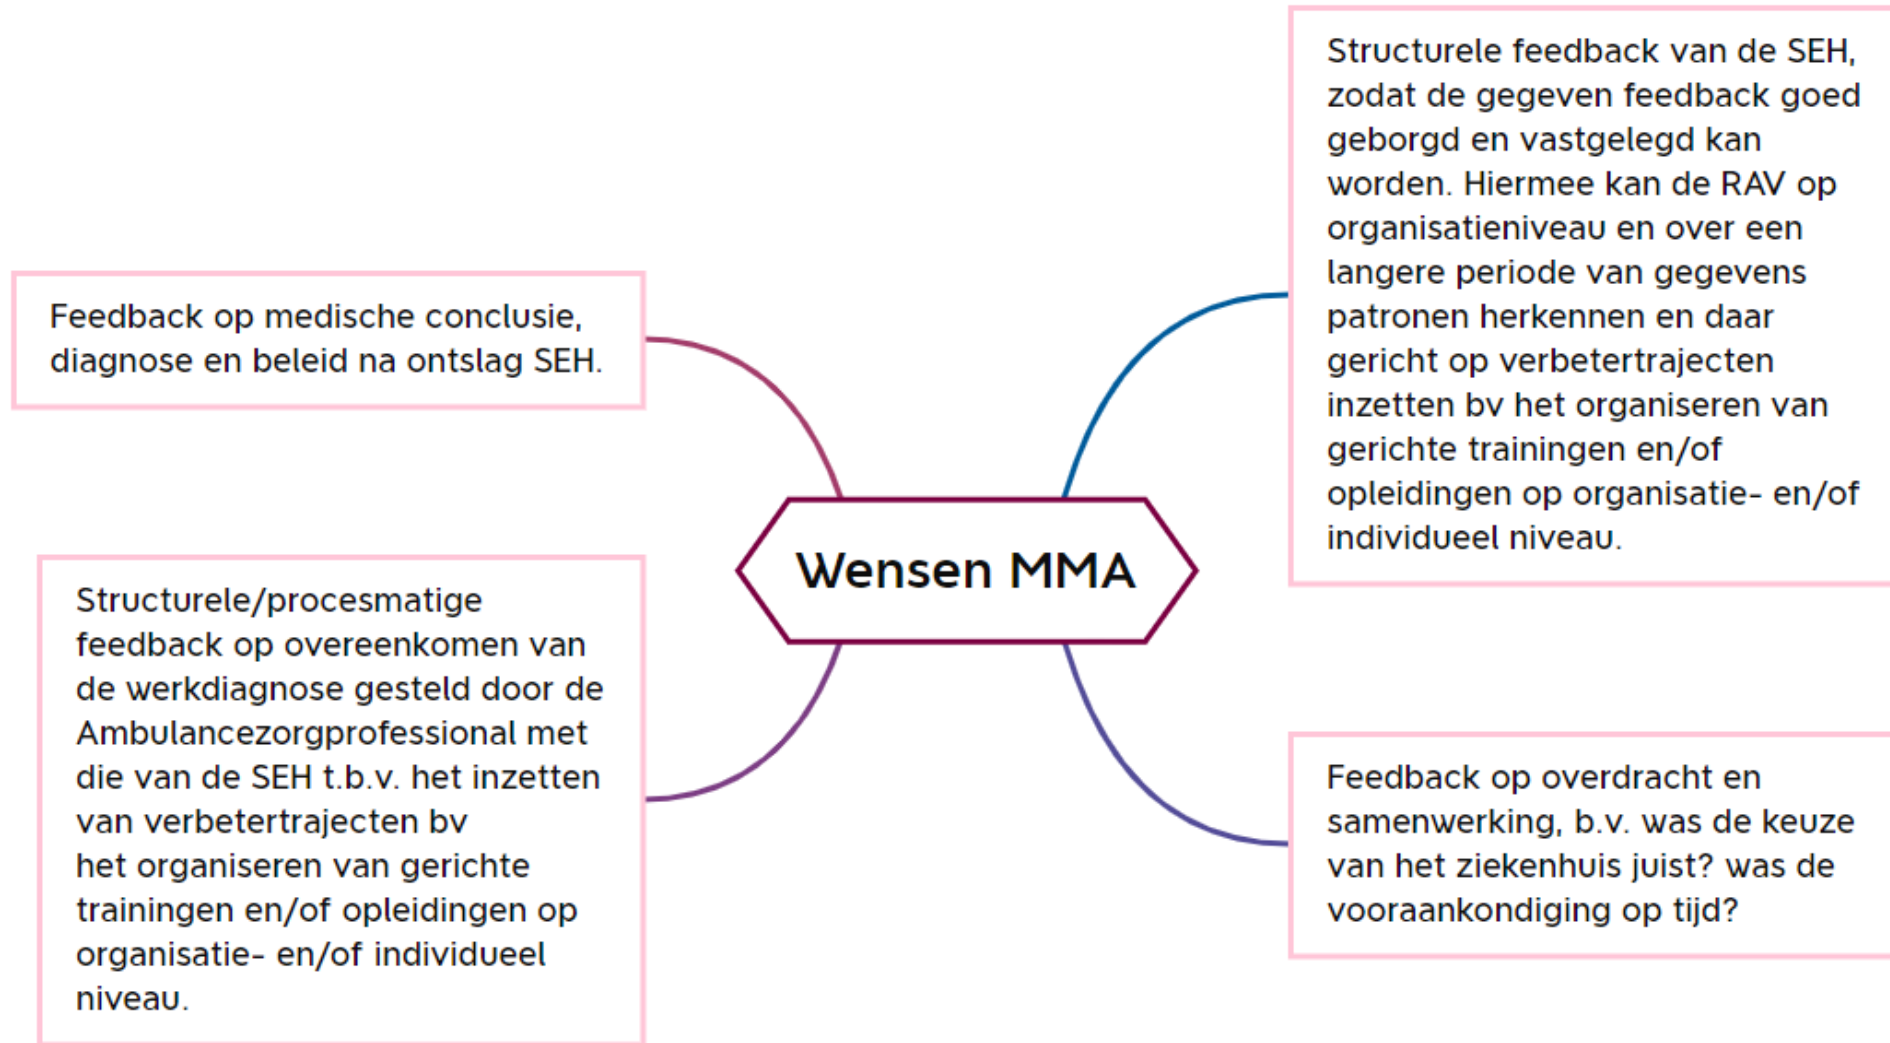 Wensen MMA
Feedback op medische conclusie,
diagnose en beleid na ontslag SEH.
Structurele/procesmatige
feedback op overeenkomen van
de werkdiagnose gesteld door de
Ambulancezorgprofessional met
die van de SEH t.b.v. het inzetten
van verbetertrajecten bv
het organiseren van gerichte
trainingen en/of opleidingen op
organisatie- en/of individueel
niveau.
Structurele feedback van de SEH,
zodat de gegeven feedback goed
geborgd en vastgelegd kan
worden. Hiermee kan de RAV op
organisatieniveau en over een
langere periode van gegevens
patronen herkennen en daar
gericht op verbetertrajecten
inzetten bv het organiseren van
gerichte trainingen en/of
opleidingen op organisatie- en/of
individueel niveau.
Feedback op overdracht en
samenwerking, b.v. was de keuze
van het ziekenhuis juist? was de
vooraankondiging op tijd?